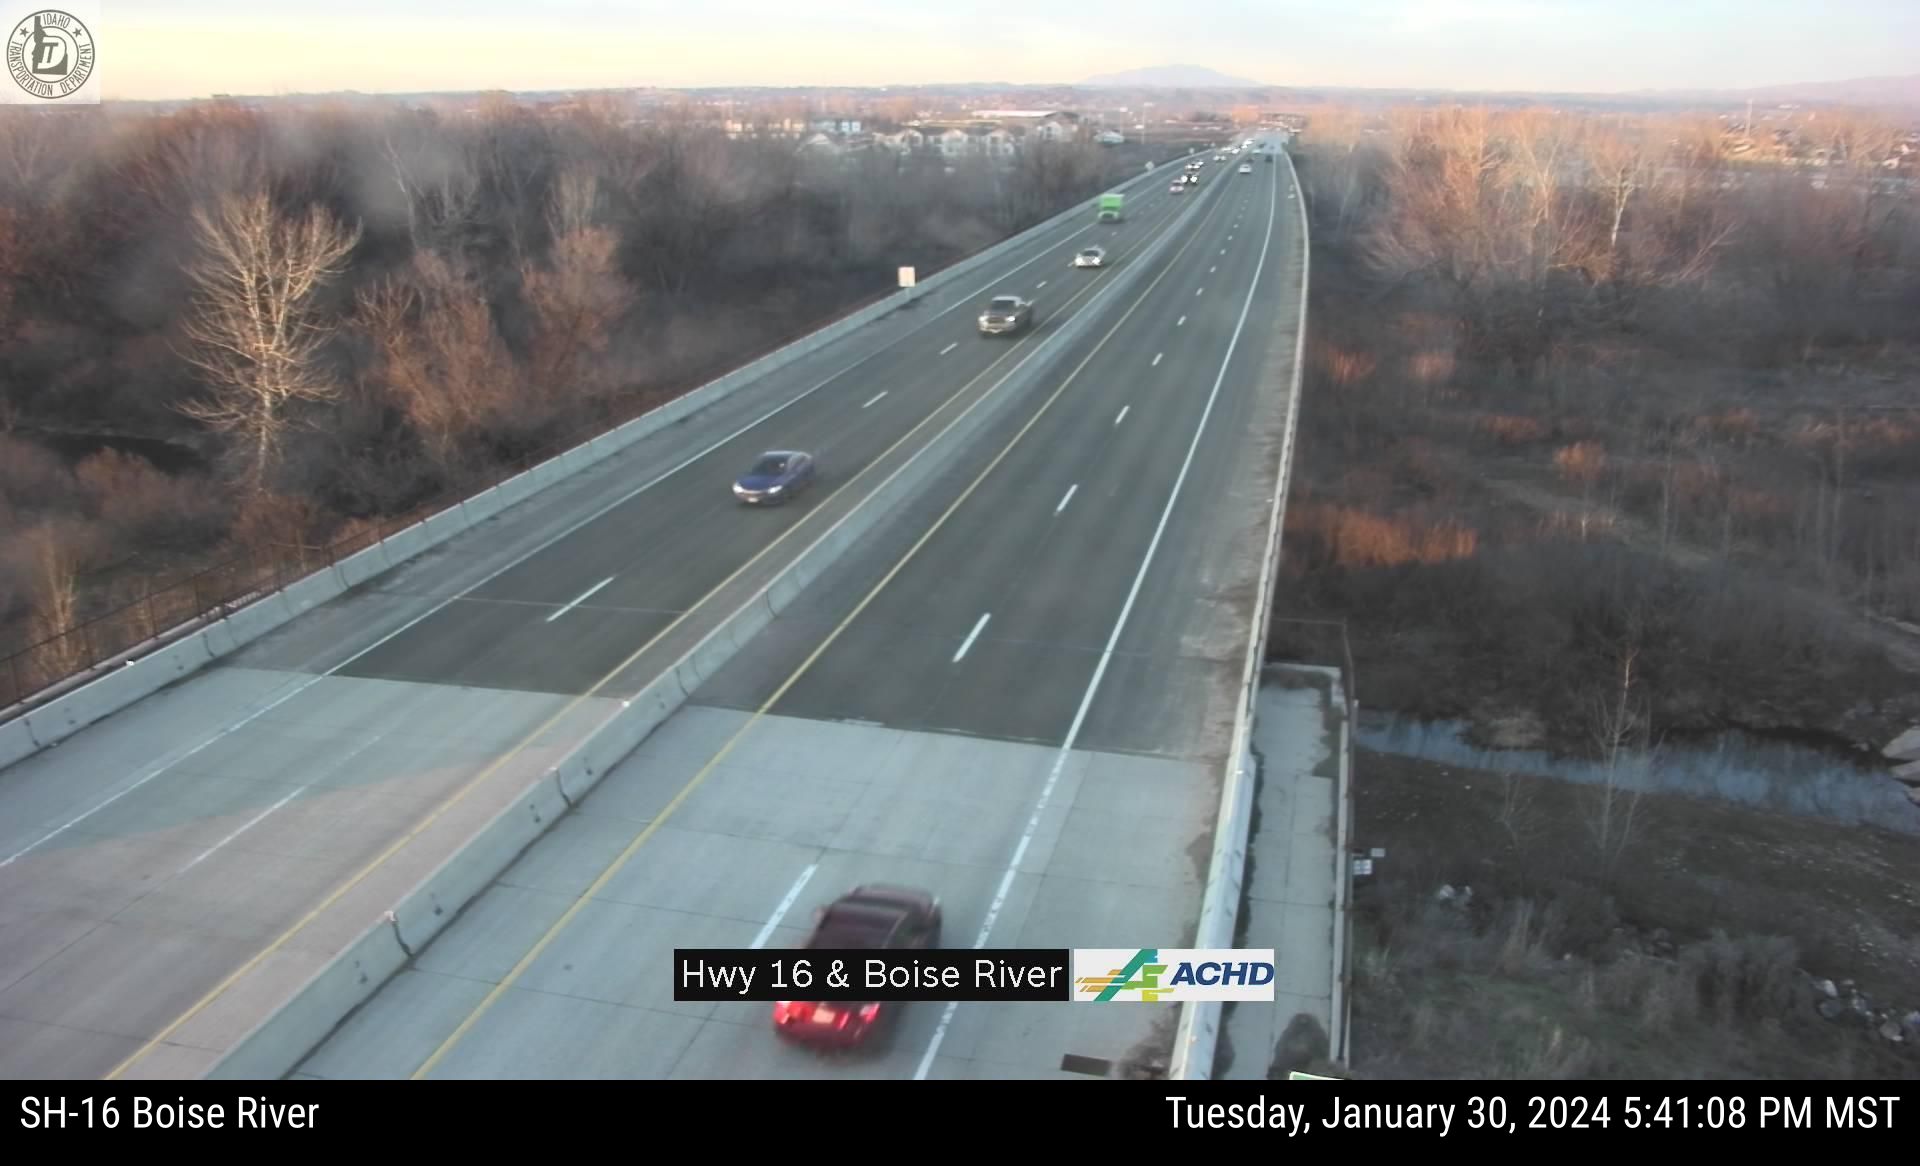 IDAHO
TRANSPORTATION DEPARTMENT
Hwy 16 & Boise River
ACHD
SH-16 Boise River
Tuesday, January 30, 2024 5:41:08 PM MST